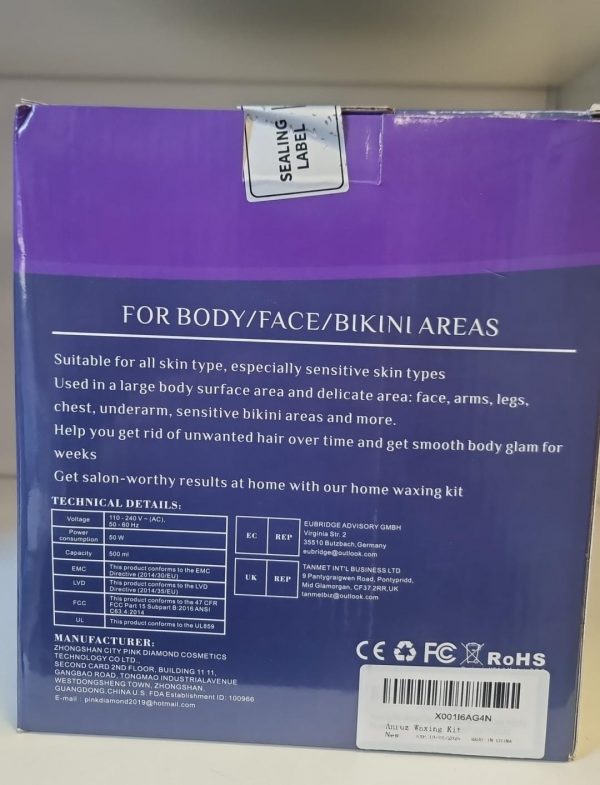 SEALING
LABEL
FOR BODY/FACE/BIKINI AREAS
Suitable for all skin type, especially sensitive skin types
Used in a large body surface area and delicate area: face, arms, legs,
chest, underarm, sensitive bikini areas and more.
Help you get rid of unwanted hair over time and get smooth body glam for
weeks
Get salon-worthy results at home with our home waxing kit
TECHNICAL DETAILS:
Voltage
110 - 240 V ~ (AC),
50 - 60 Hz
Power
consumption
50 W
Capacity
500 ml
EMC
This product conforms to the EMC
Directive (2014/30/EU)
LVD
This product conforms to the LVD
Directive (2014/35/EU)
FCC
This product conforms to the 47 CFR
FCC Part 15 Subpart B:2016 ANSI
C63.4:2014
UL
This product conforms to the UL859
EC REP
EUBRIDGE ADVISORY GMBH
Virginia Str. 2
35510 Butzbach,Germany
eubridge@outlook.com
UK REP
TANMET INT'L BUSINESS LTD
9 Pantygraigwen Road, Pontypridd,
Mid Glamorgan, CF37 2RR,UK
tanmetbiz@outlook.com
MANUFACTURER:
ZHONGSHAN CITY PINK DIAMOND COSMETICS
TECHNOLOGY CO LTD.,
SECOND CARD 2ND FLOOR, BUILDING 11 11,
GANGBAO ROAD, TONGMAO INDUSTRIALAVENUE
WESTDONGSHENG TOWN, ZHONGSHAN,
GUANGDONG,CHINA U.S. FDA Establishment ID: 100966
E-mail : pinkdiamond2019@hotmail.com
CE FC RoHS
X001I6AG4N
Anruz Waxing Kit
New
MADE IN CHINA